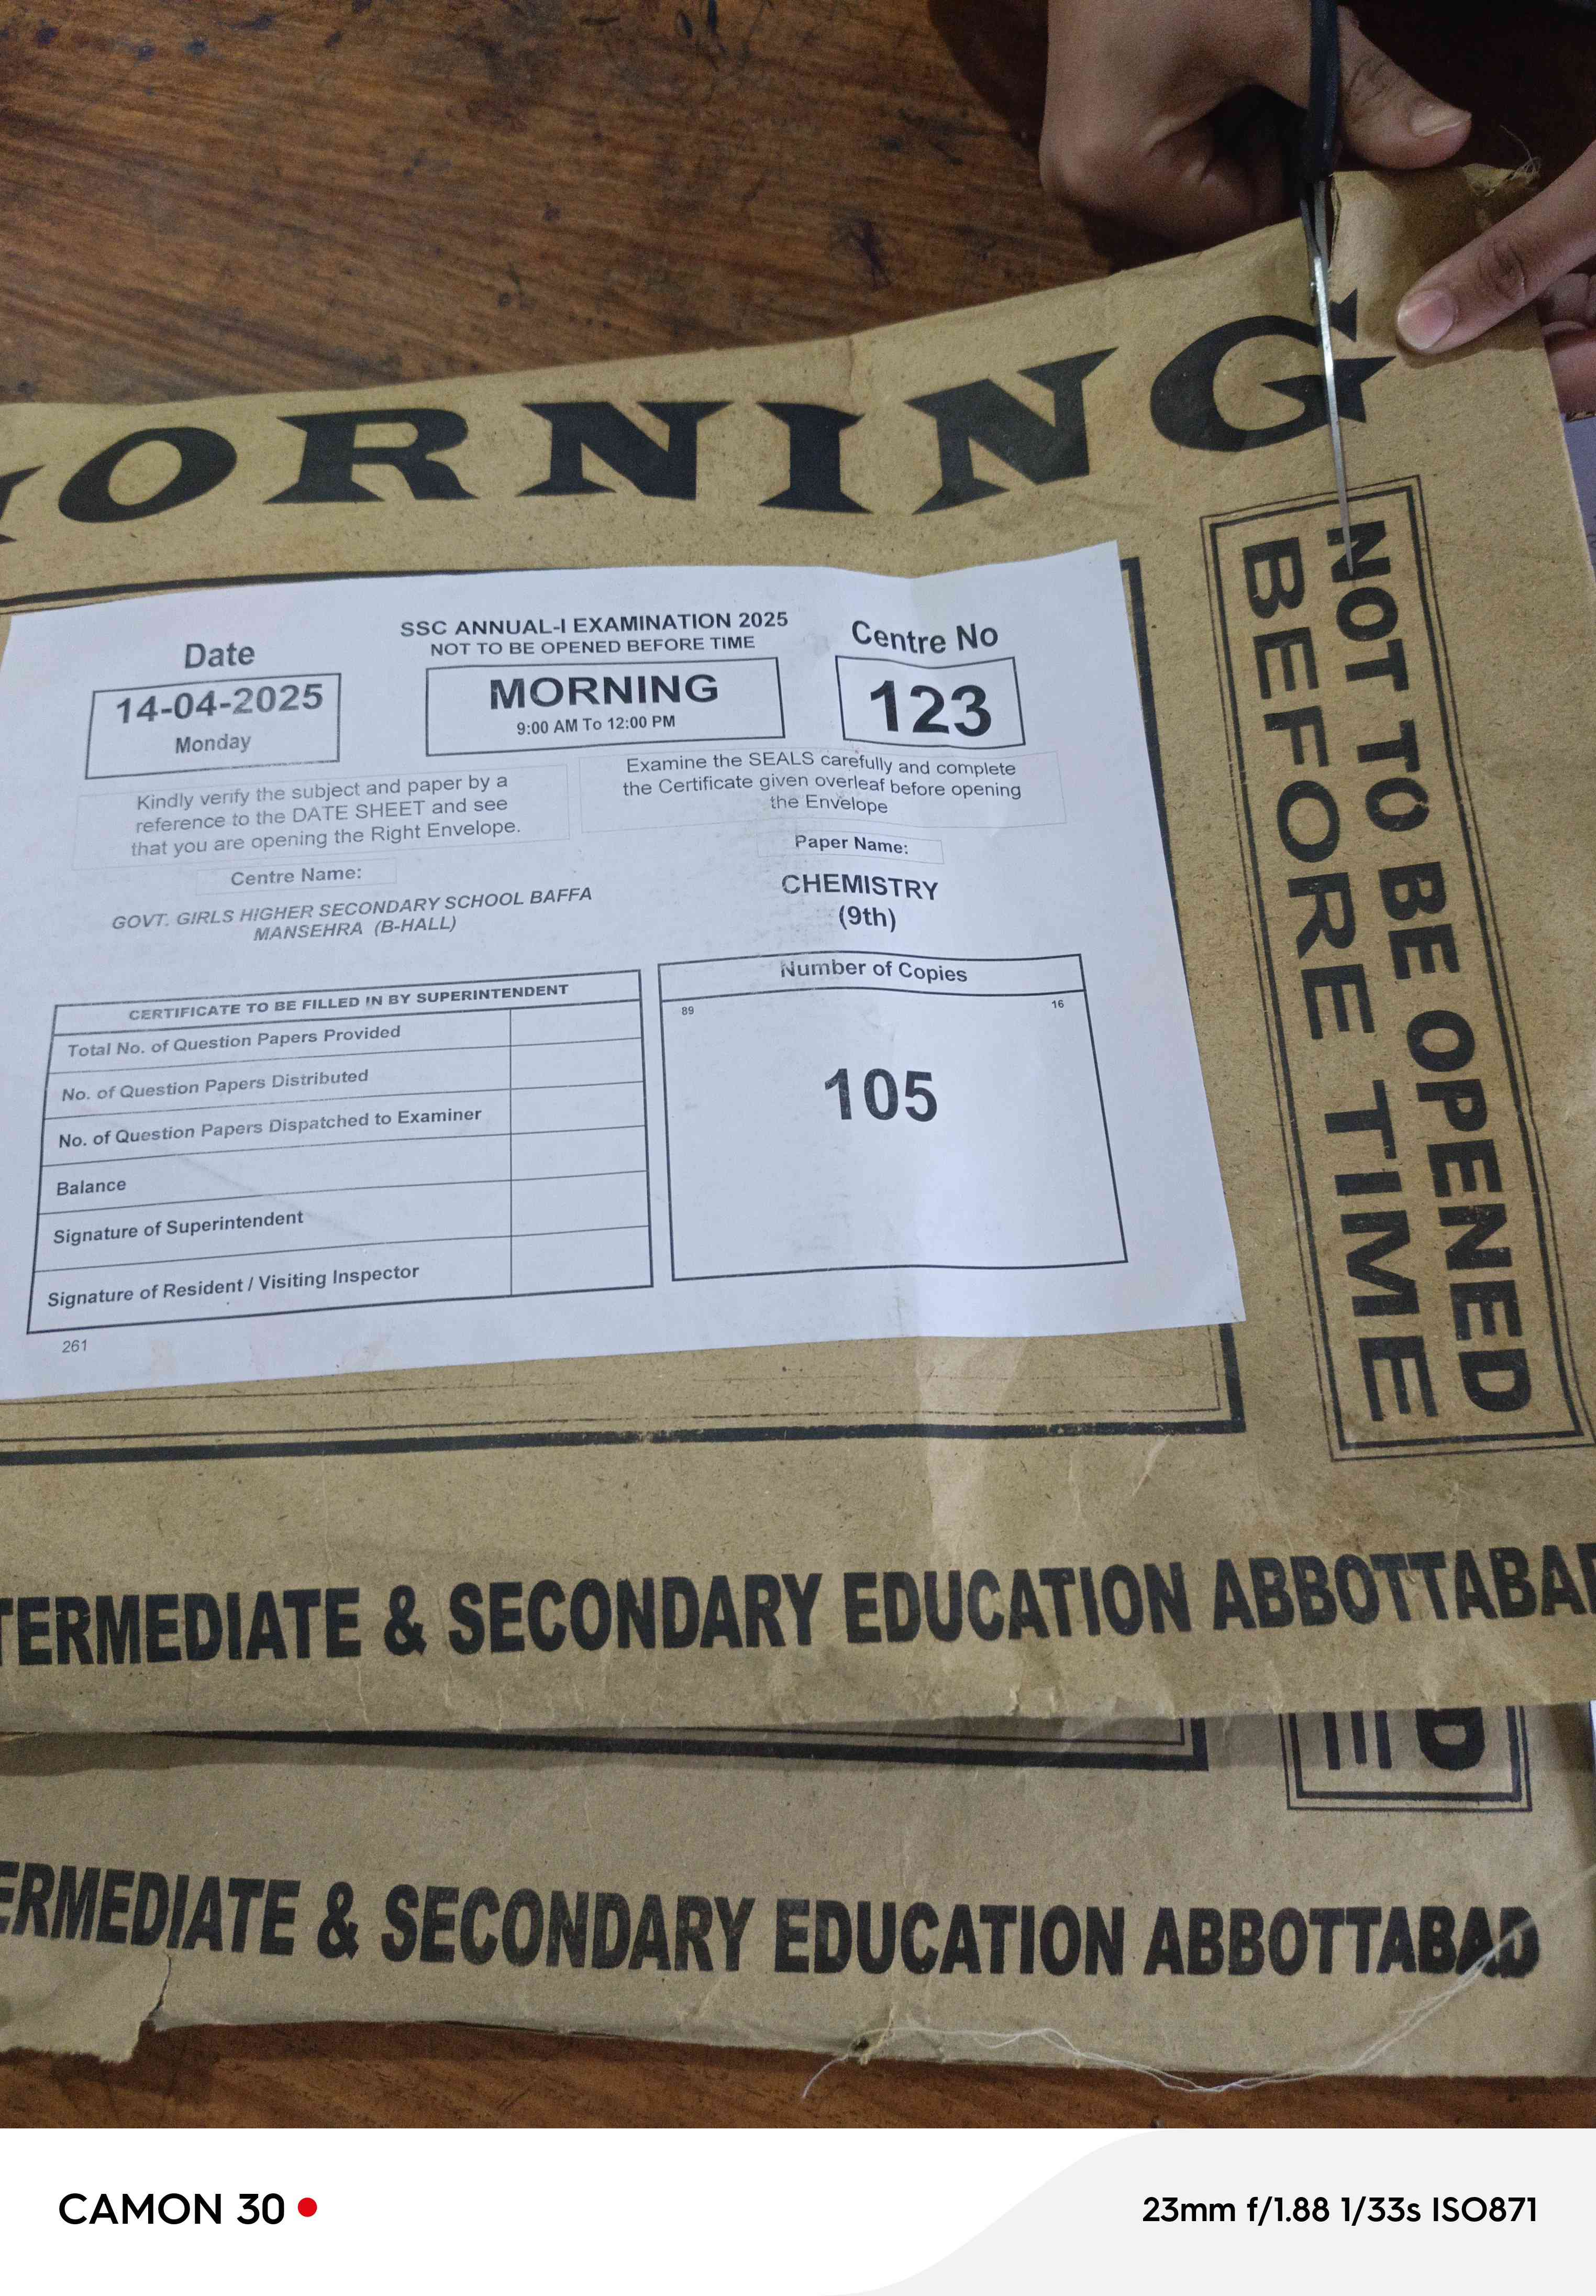 MORNING
NOT TO BE OPENED
BEFORE TIME
SSC ANNUAL-I EXAMINATION 2025
NOT TO BE OPENED BEFORE TIME
Date
14-04-2025
Monday
MORNING
9:00 AM To 12:00 PM
Centre No
123
Kindly verify the subject and paper by a
reference to the DATE SHEET and see
that you are opening the Right Envelope.
Examine the SEALS carefully and complete
the Certificate given overleaf before opening
the Envelope
Centre Name:
GOVT. GIRLS HIGHER SECONDARY SCHOOL BAFFA
MANSEHRA (B-HALL)
Paper Name:
CHEMISTRY
(9th)
CERTIFICATE TO BE FILLED IN BY SUPERINTENDENT
Total No. of Question Papers Provided
No. of Question Papers Distributed
No. of Question Papers Dispatched to Examiner
Balance
Signature of Superintendent
Signature of Resident / Visiting Inspector
261
Number of Copies
89 16
105
TERMEDIATE & SECONDARY EDUCATION ABBOTTABAD
ERMEDIATE & SECONDARY EDUCATION ABBOTTABAD
CAMON 30
23mm f/1.88 1/33s ISO871